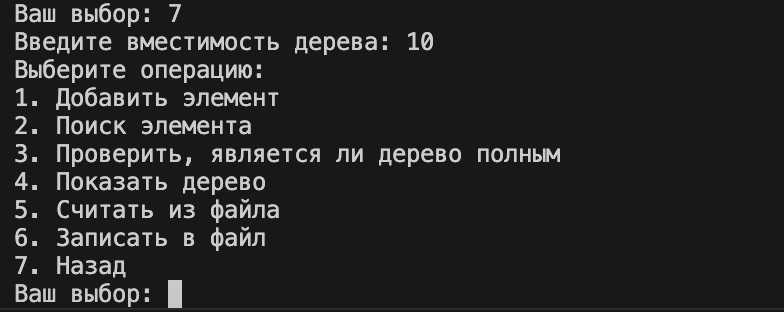 Ваш выбор: 7
Введите вместимость дерева: 10
Выберите операцию:
1. Добавить элемент
2. Поиск элемента
3. Проверить, является ли дерево полным
4. Показать дерево
5. Считать из файла
6. Записать в файл
7. Назад
Ваш выбор: